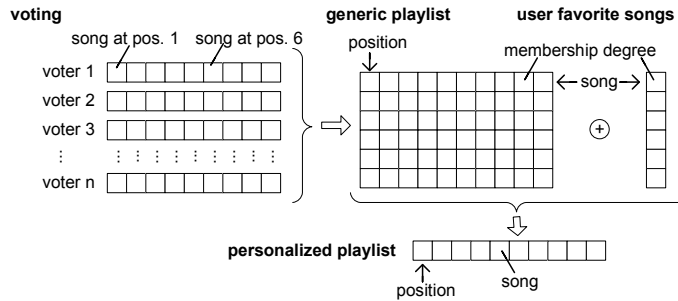 voting
generic playlist
user favorite songs
song at pos. 1
song at pos. 6
position
membership degree
voter 1
song
voter 2
voter 3
+
⋮ ⋮ ⋮ ⋮ ⋮ ⋮ ⋮ ⋮ ⋮ ⋮
voter n
personalized playlist
song
position